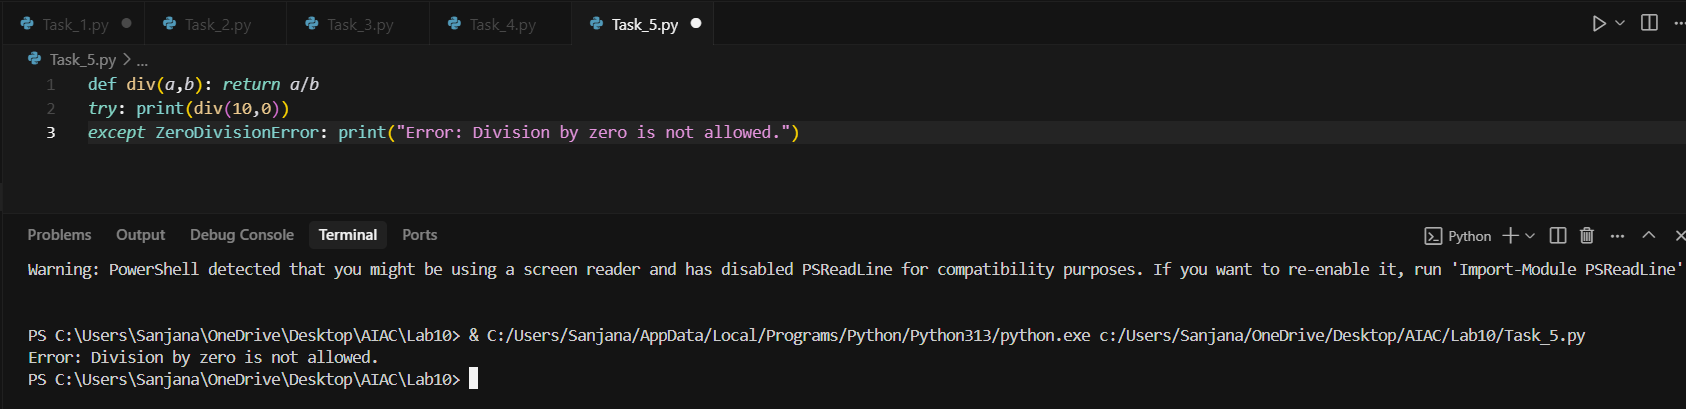 Task_1.py Task_2.py Task_3.py Task_4.py Task_5.py
Task_5.py > ...
1 def div(a,b): return a/b
2 try: print(div(10,0))
3 except ZeroDivisionError: print("Error: Division by zero is not allowed.")
Problems Output Debug Console Terminal Ports Python
Warning: PowerShell detected that you might be using a screen reader and has disabled PSReadLine for compatibility purposes. If you want to re-enable it, run 'Import-Module PSReadLine'
PS C:\Users\Sanjana\OneDrive\Desktop\AIAC\Lab10> & C:/Users/Sanjana/AppData/Local/Programs/Python/Python313/python.exe c:/Users/Sanjana/OneDrive/Desktop/AIAC/Lab10/Task_5.py
Error: Division by zero is not allowed.
PS C:\Users\Sanjana\OneDrive\Desktop\AIAC\Lab10>